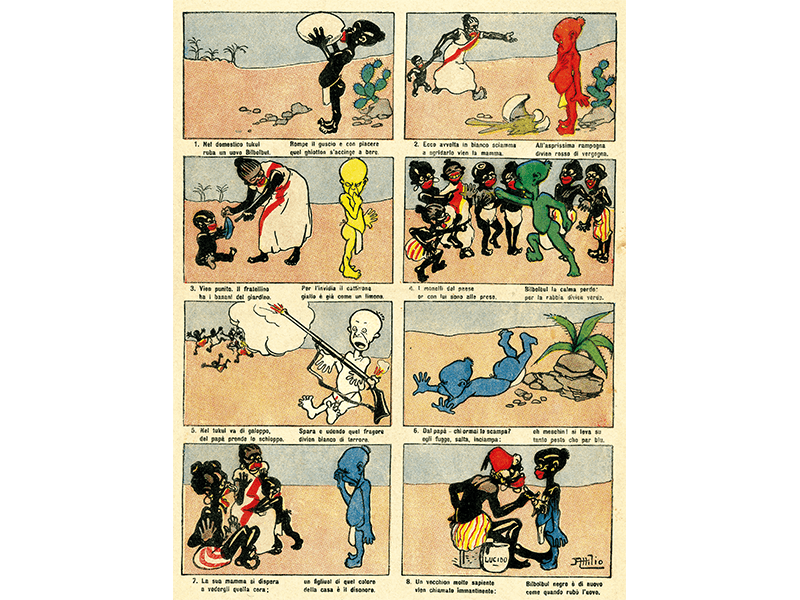 1. Nel domestico tukul
ruba un uovo Bilbolbul.
Rompe il guscio e con piacere
quel ghiotton s'accinge a bere.
2. Ecco avvolta in bianco sciamma
a sgridarlo vien la mamma.
All'asprissima rampogna
divien rosso di vergogna.
3. Vien punito. Il fratellino
ha i banani del giardino.
Per l'invidia il cattivone
giallo è già come un limone.
4. I monelli del paese
or con lui sono alle prese.
Bilbolbul la calma perde:
per la rabbia divien verde.
5. Nel tukul va di galoppo,
del papà prende lo schioppo.
Spara e udendo quel fragore
divien bianco di terrore.
6. Dal papà - chi ormai lo scampa?
egli fugge, salta, inciampa:
oh meschin! si leva su
tanto pesto che par blu.
7. La sua mamma si dispera
a vedergli quella cera;
un figliuol di quel colore
della casa è il disonore.
LUCIDO
ATTILIO
8. Un vecchion molto sapiente
vien chiamato immantinente:
Bilbolbul negro è di nuovo
come quando rubò l'uovo.